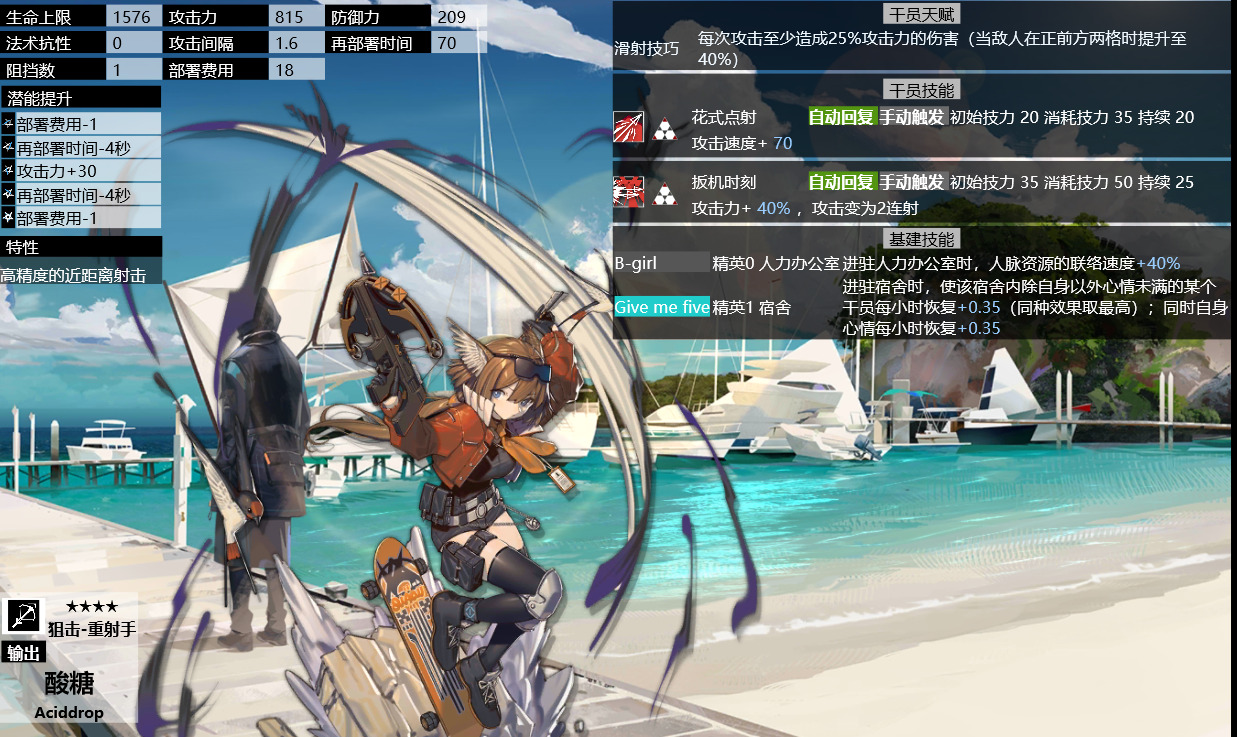 生命上限 1576 攻击力 815 防御力 209
法术抗性 0 攻击间隔 1.6 再部署时间 70
阻挡数 1 部署费用 18
潜能提升
部署费用-1
再部署时间-4秒
攻击力+30
再部署时间-4秒
部署费用-1
特性
高精度的近距离射击
★★★★
狙击-重射手
输出
酸糖
Aciddrop
干员天赋
滑射技巧 每次攻击至少造成25%攻击力的伤害（当敌人在正前方两格时提升至
40%）
干员技能
花式点射 自动回复 手动触发 初始技力 20 消耗技力 35 持续 20
攻击速度+ 70
扳机时刻 自动回复 手动触发 初始技力 35 消耗技力 50 持续 25
攻击力+ 40% ，攻击变为2连射
基建技能
B-girl 精英0 人力办公室 进驻人力办公室时，人脉资源的联络速度+40%
进驻宿舍时，使该宿舍内除自身以外心情未满的某个
Give me five 精英1 宿舍 干员每小时恢复+0.35（同种效果取最高）；同时自身
心情每小时恢复+0.35